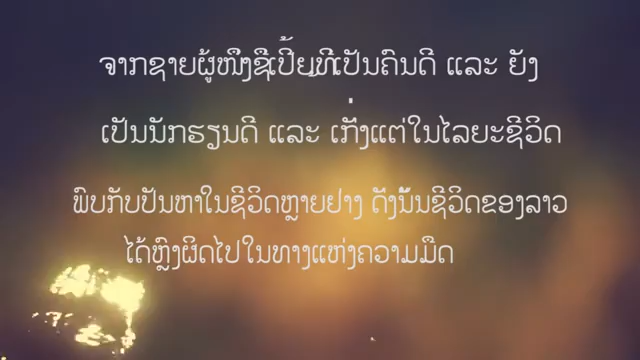 ຈາກຊາຍຜູ້ໜຶ່ງຊື່ເປ້ຍທີ່ເປັນຄົນດີ ແລະ ຍັງ
ເປັນນັກຮຽນດີ ແລະ ເກັ່ງແຕ່ໃນໄລຍະຊີວິດ
ພົບກັບປັນຫາໃນຊີວິດຫຼາຍຢ່າງ ດັ່ງນັ້ນຊີວິດຂອງລາວ
ໄດ້ຫຼົງຜິດໄປໃນທາງແຫ່ງຄວາມມືດ